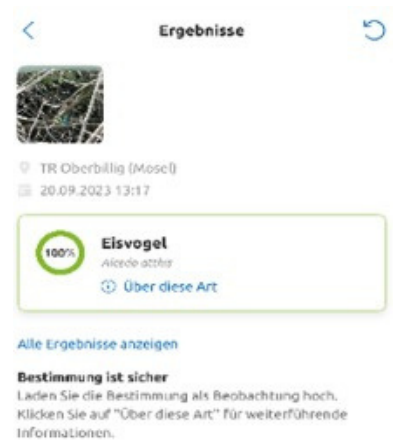 Ergebnisse
TR Oberbillig (Mosel)
20.09.2023 13:17
100%
Eisvogel
Alcedo atthis
Über diese Art
Alle Ergebnisse anzeigen
Bestimmung ist sicher
Laden Sie die Bestimmung als Beobachtung hoch.
Klicken Sie auf "Über diese Art" für weiterführende
Informationen.